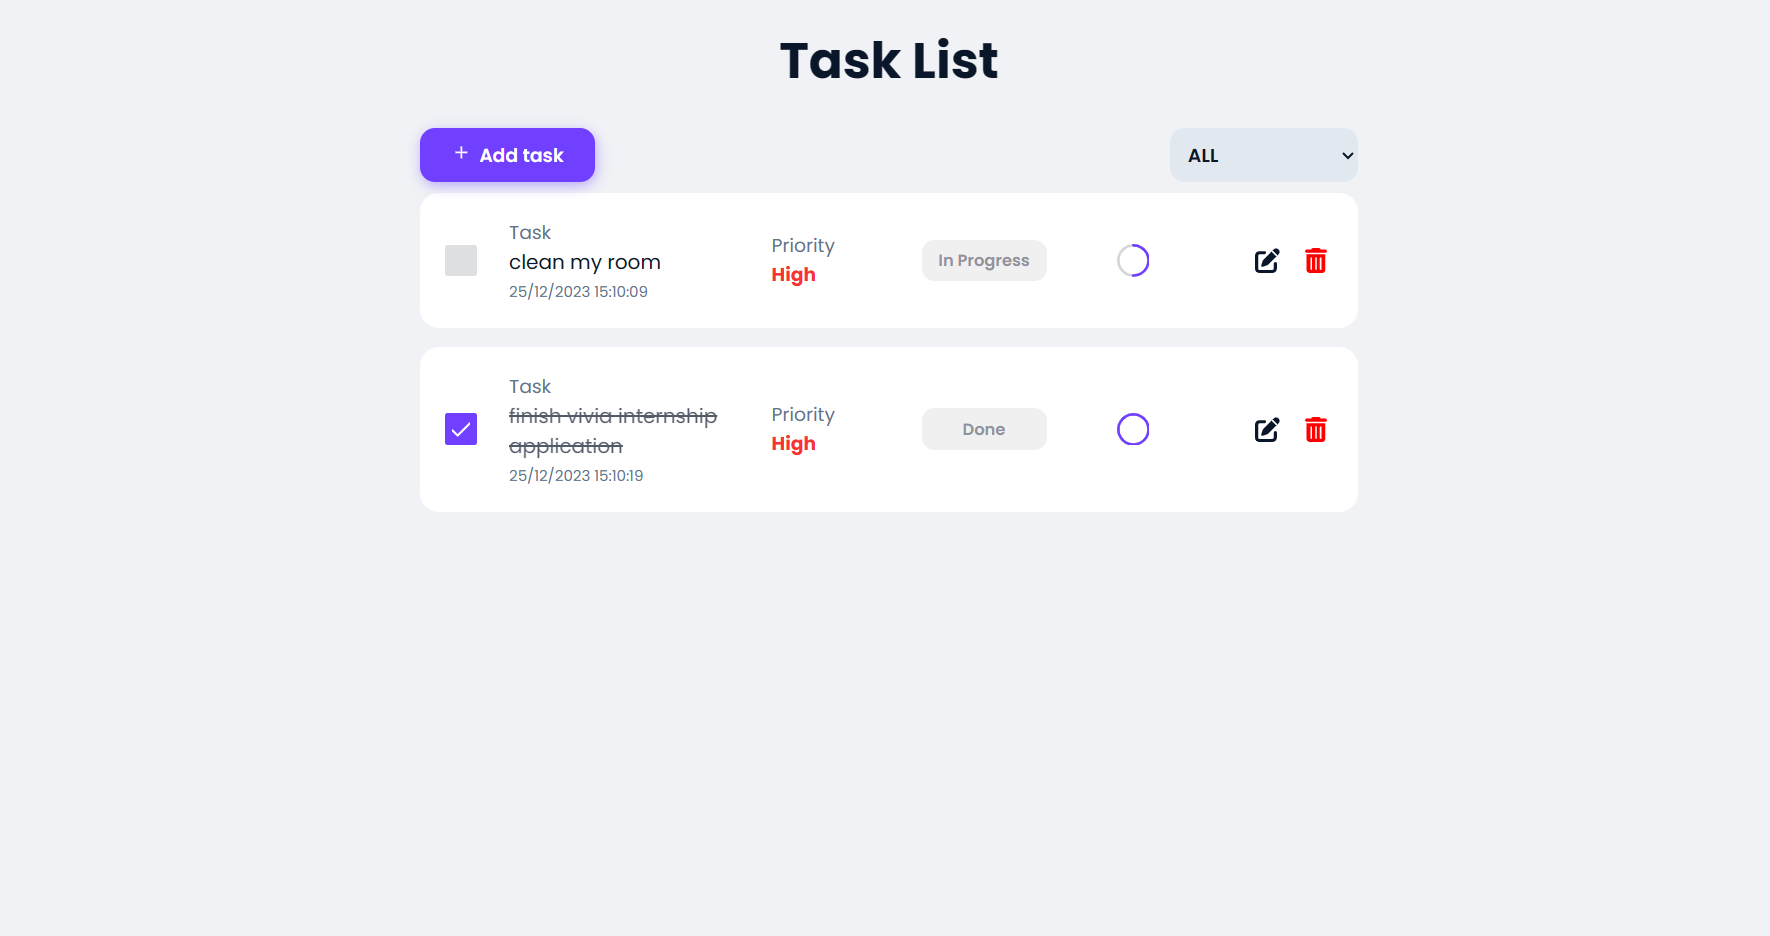 Task List
+ Add task
ALL
Task
clean my room
25/12/2023 15:10:09
Priority
High
In Progress
Task
finish vivia internship
application
25/12/2023 15:10:19
Priority
High
Done